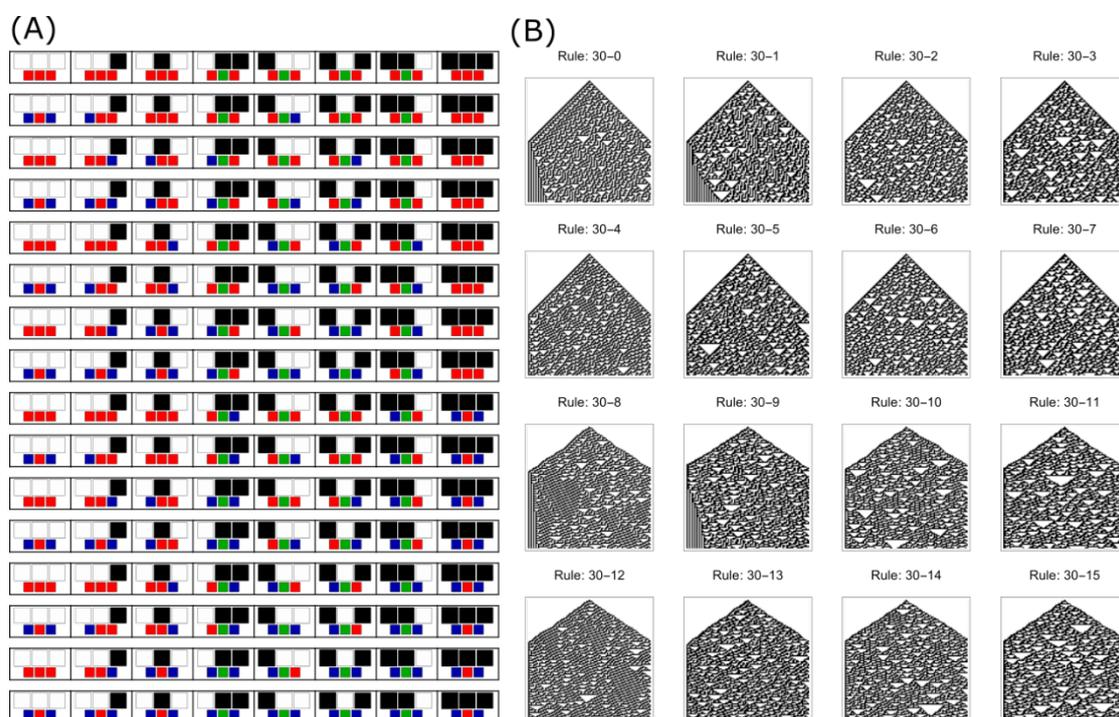 (A)
(B)
Rule: 30–0
Rule: 30–1
Rule: 30–2
Rule: 30–3
Rule: 30–4
Rule: 30–5
Rule: 30–6
Rule: 30–7
Rule: 30–8
Rule: 30–9
Rule: 30–10
Rule: 30–11
Rule: 30–12
Rule: 30–13
Rule: 30–14
Rule: 30–15